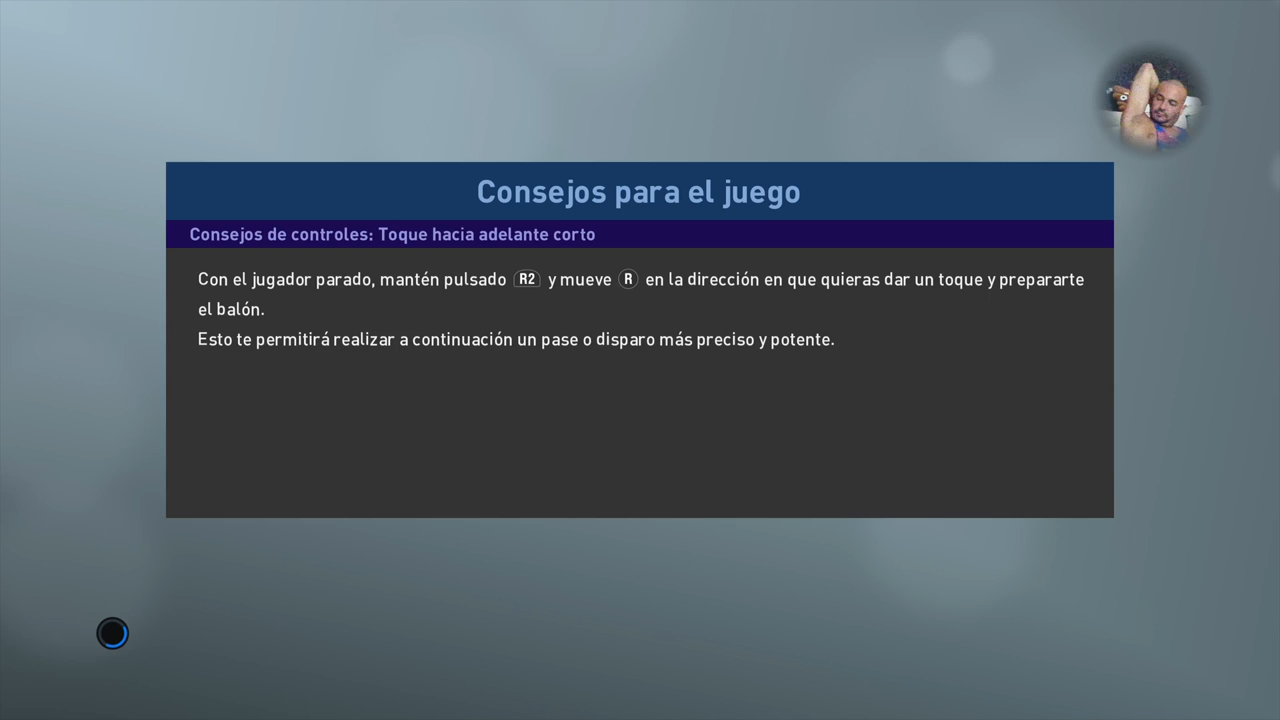 Consejos para el juego
Consejos de controles: Toque hacia adelante corto
Con el jugador parado, mantén pulsado R2 y mueve R en la dirección en que quieras dar un toque y prepararte
el balón.
Esto te permitirá realizar a continuación un pase o disparo más preciso y potente.